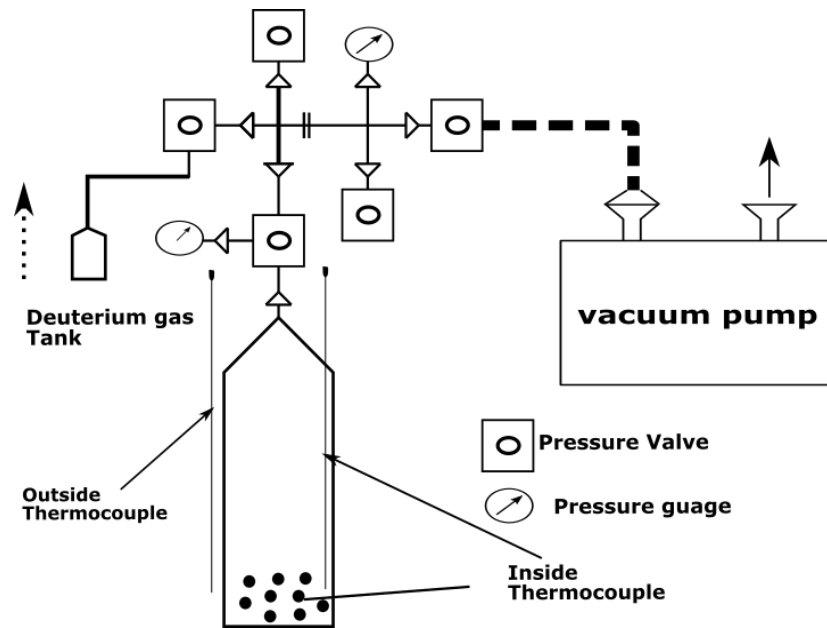 Deuterium gas
Tank
vacuum pump
Pressure Valve
Outside
Thermocouple
Pressure guage
Inside
Thermocouple